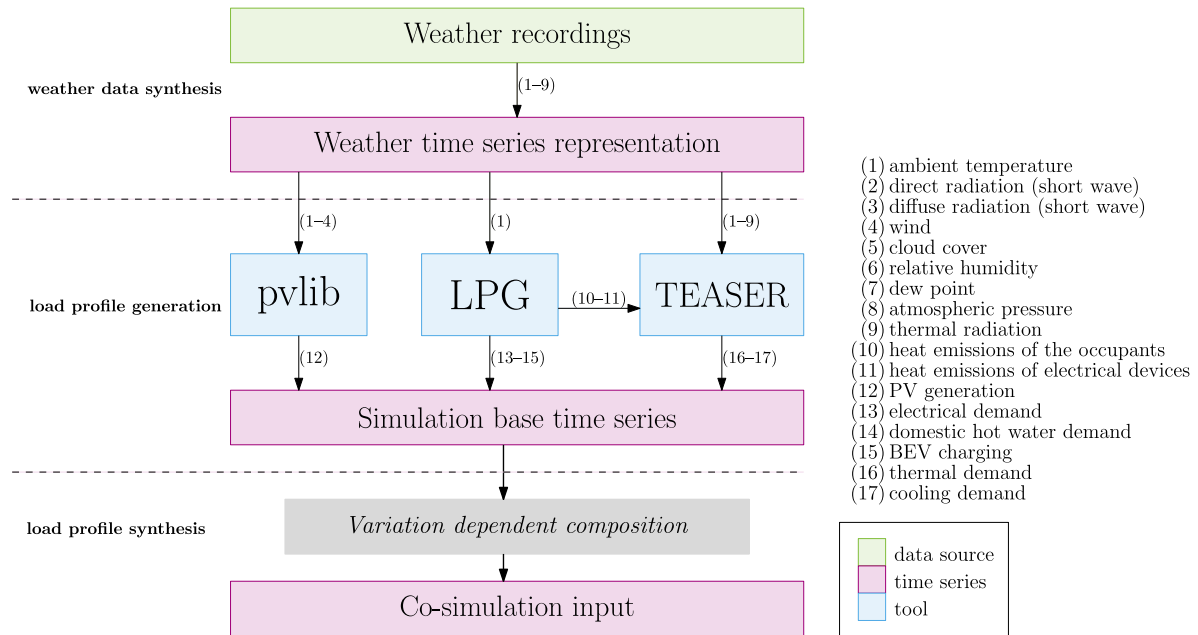 Weather recordings
weather data synthesis
(1–9)
Weather time series representation
(1–4)
(1)
(1–9)
load profile generation
pvlib
LPG
(10–11)
TEASER
(12)
(13–15)
(16–17)
Simulation base time series
load profile synthesis
Variation dependent composition
Co-simulation input
(1) ambient temperature
(2) direct radiation (short wave)
(3) diffuse radiation (short wave)
(4) wind
(5) cloud cover
(6) relative humidity
(7) dew point
(8) atmospheric pressure
(9) thermal radiation
(10) heat emissions of the occupants
(11) heat emissions of electrical devices
(12) PV generation
(13) electrical demand
(14) domestic hot water demand
(15) BEV charging
(16) thermal demand
(17) cooling demand
data source
time series
tool